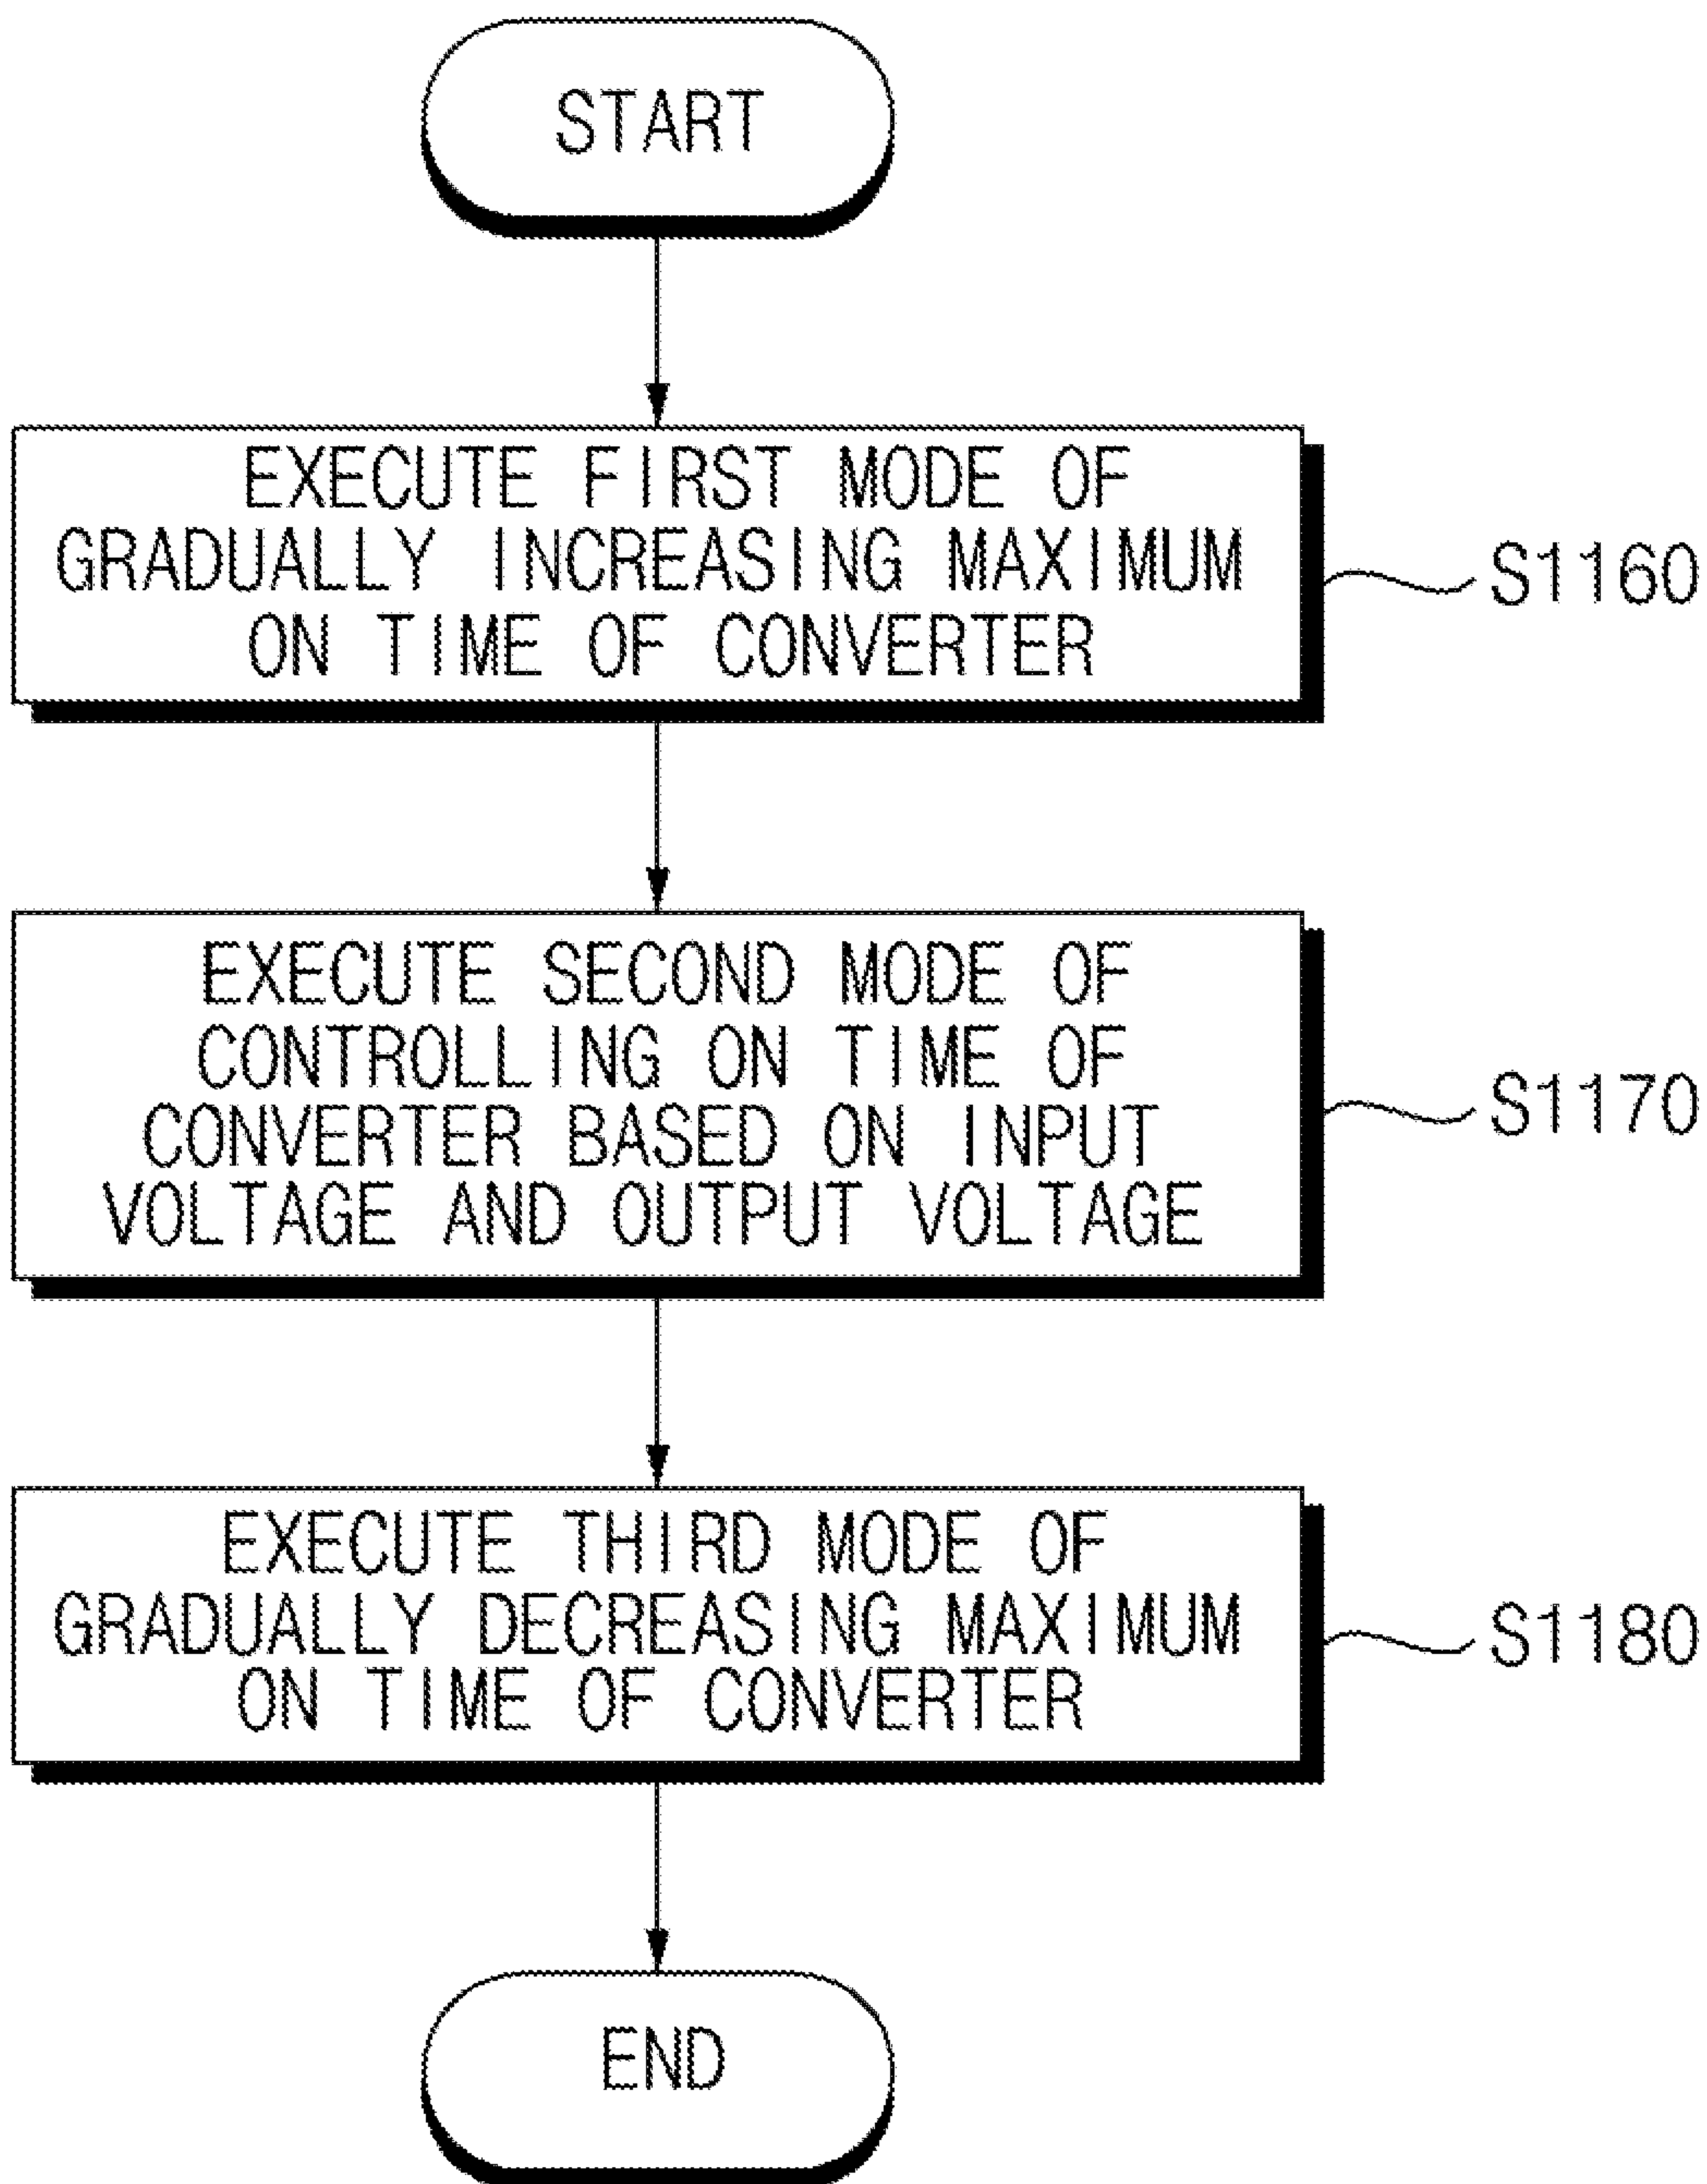 START
EXECUTE FIRST MODE OF
GRADUALLY INCREASING MAXIMUM
ON TIME OF CONVERTER
S1160
EXECUTE SECOND MODE OF
CONTROLLING ON TIME OF
CONVERTER BASED ON INPUT
VOLTAGE AND OUTPUT VOLTAGE
S1170
EXECUTE THIRD MODE OF
GRADUALLY DECREASING MAXIMUM
ON TIME OF CONVERTER
S1180
END